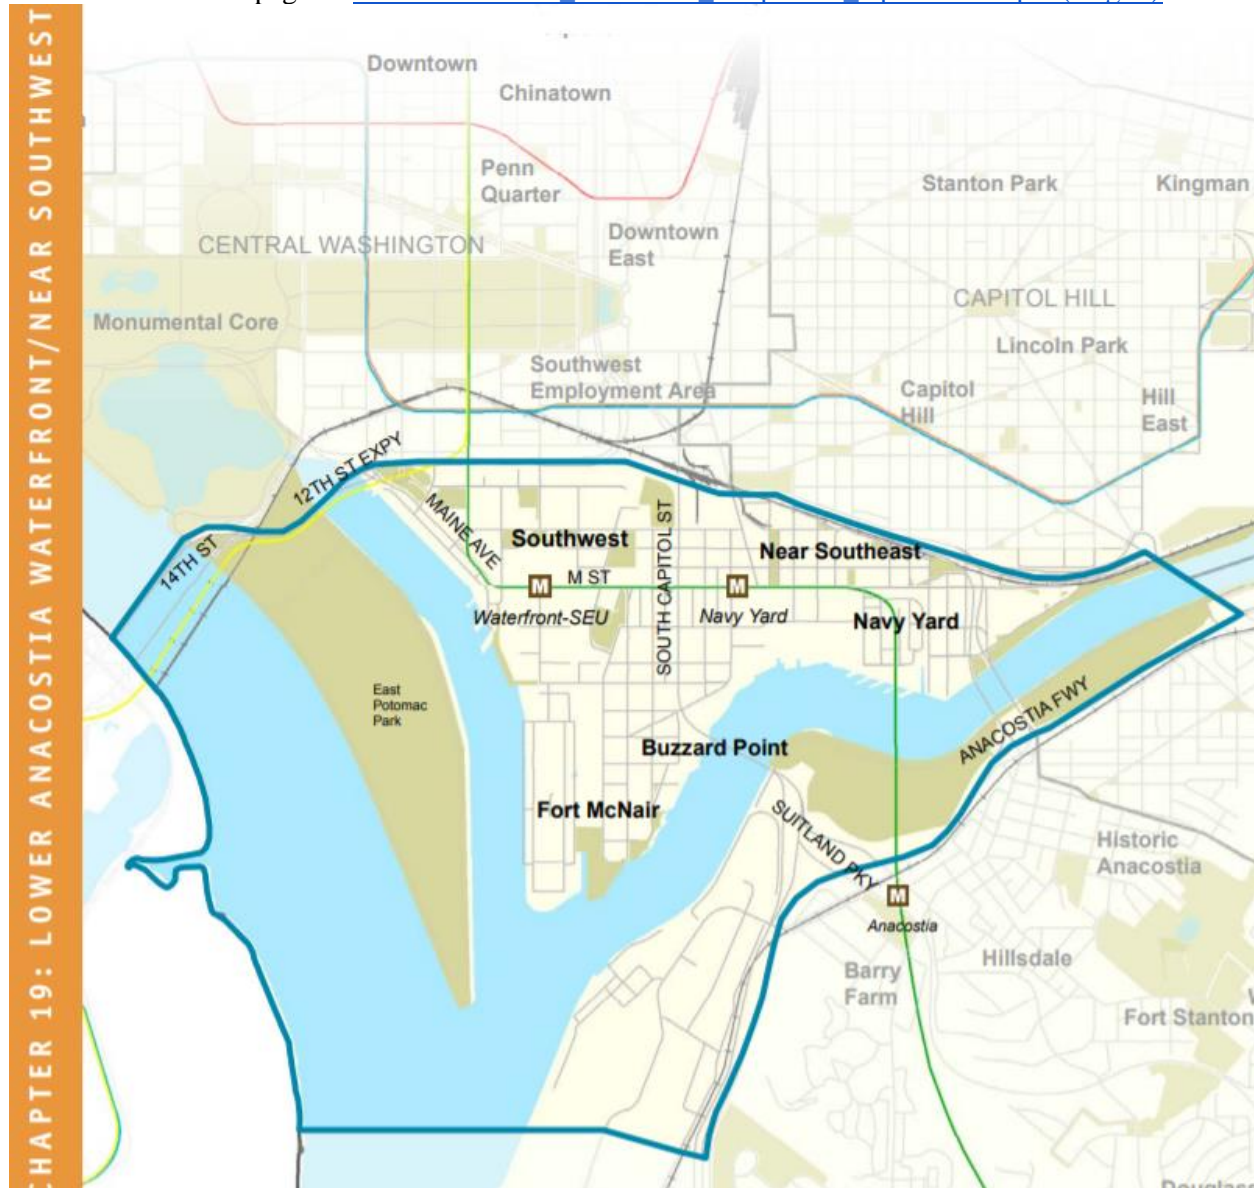 CHAPTER 19: LOWER ANACOSTIA WATERFRONT/NEAR SOUTHWEST
Downtown
Chinatown
Penn
Quarter
Stanton Park
Kingman
Downtown
East
CENTRAL WASHINGTON
CAPITOL HILL
Monumental Core
Lincoln Park
Southwest
Employment Area
Capitol
Hill
Hill
East
12TH ST EXPY
MAINE AVE
14TH ST
Southwest
SOUTH CAPITOL ST
Near Southeast
M ST
M
M
Waterfront-SEU
Navy Yard
Navy Yard
East
Potomac
Park
ANACOSTIA FWY
Buzzard Point
Fort McNair
SUITLAND PKY
Historic
Anacostia
M
Anacostia
Hillsdale
Barry
Farm
Fort Stanton